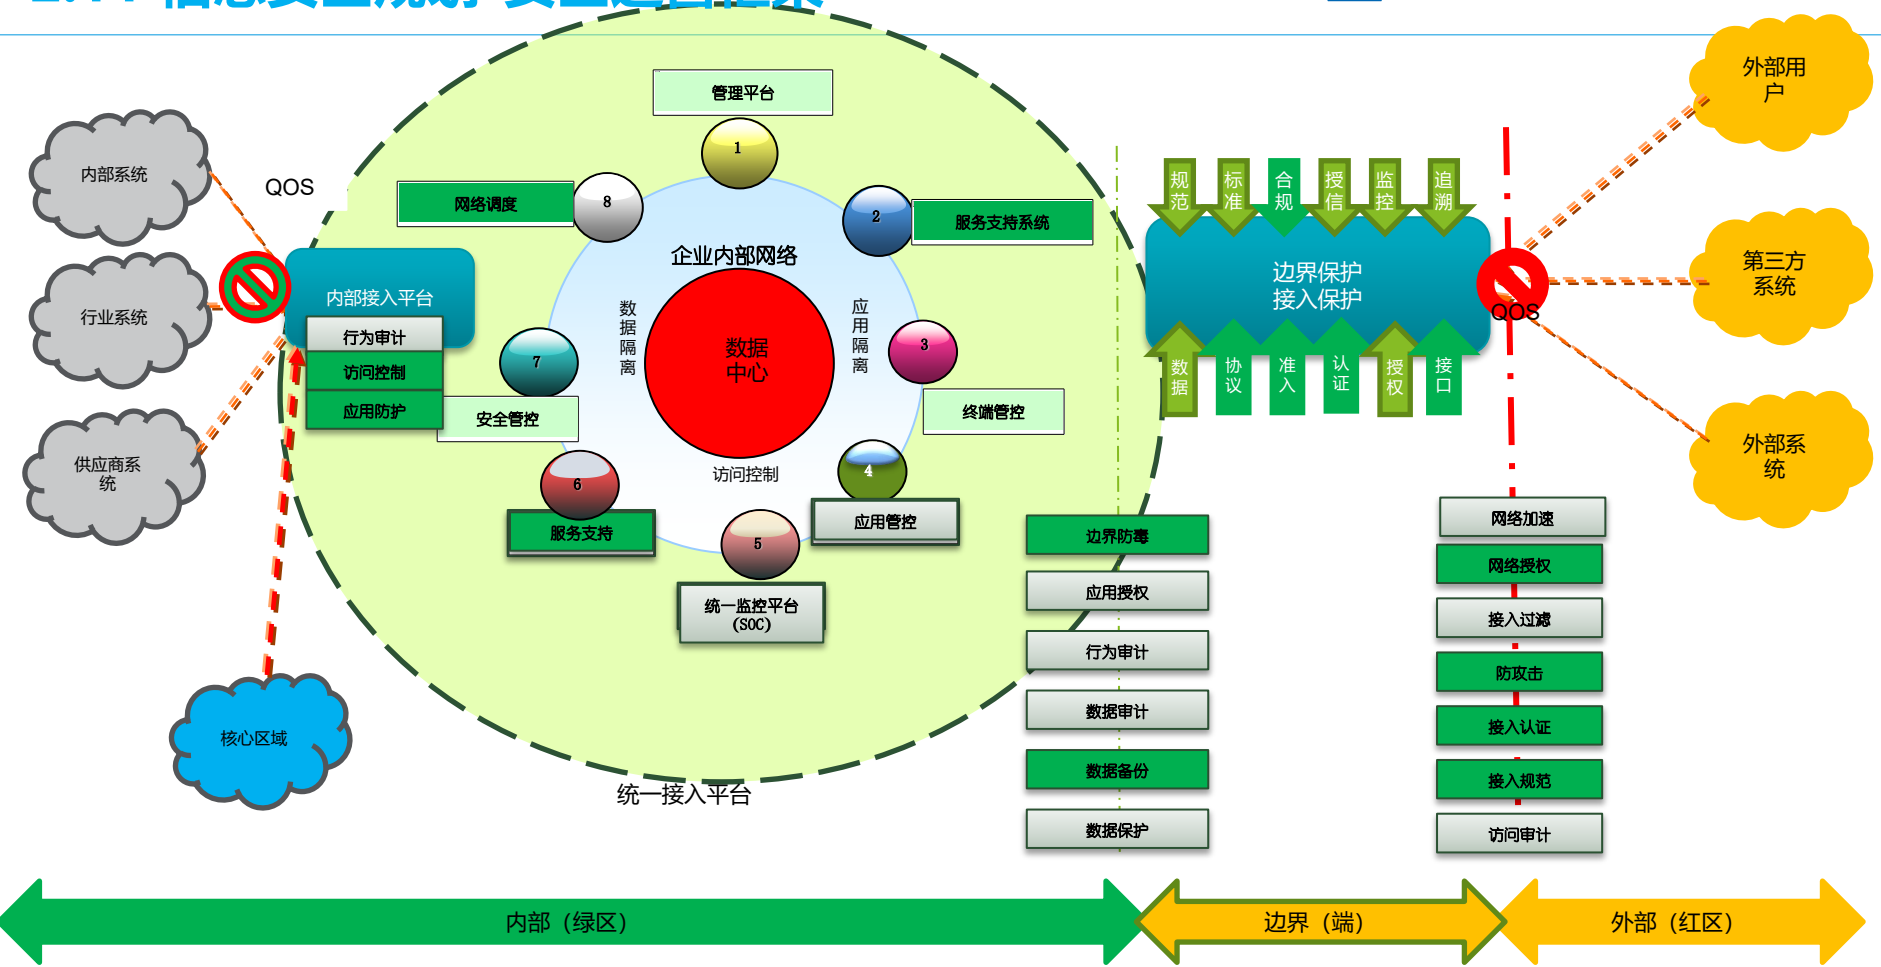 管理平台
1
外部用
户
内部系统
QOS
8
网络调度
2
服务支持系统
规范
标准
合规
授信
监控
追溯
企业内部网络
边界保护
接入保护
第三方
系统
内部接入平台
行业系统
数据隔离
应用隔离
QOS
行为审计
访问控制
应用防护
7
3
数据
中心
数据
协议
准入
认证
授权
接口
安全管控
终端管控
外部系
统
供应商系
统
6
4
访问控制
服务支持
5
应用管控
统一监控平台
(SOC)
边界防毒
应用授权
行为审计
数据审计
数据备份
数据保护
网络加速
网络授权
接入过滤
防攻击
接入认证
接入规范
访问审计
核心区域
统一接入平台
内部（绿区）
边界（端）
外部（红区）